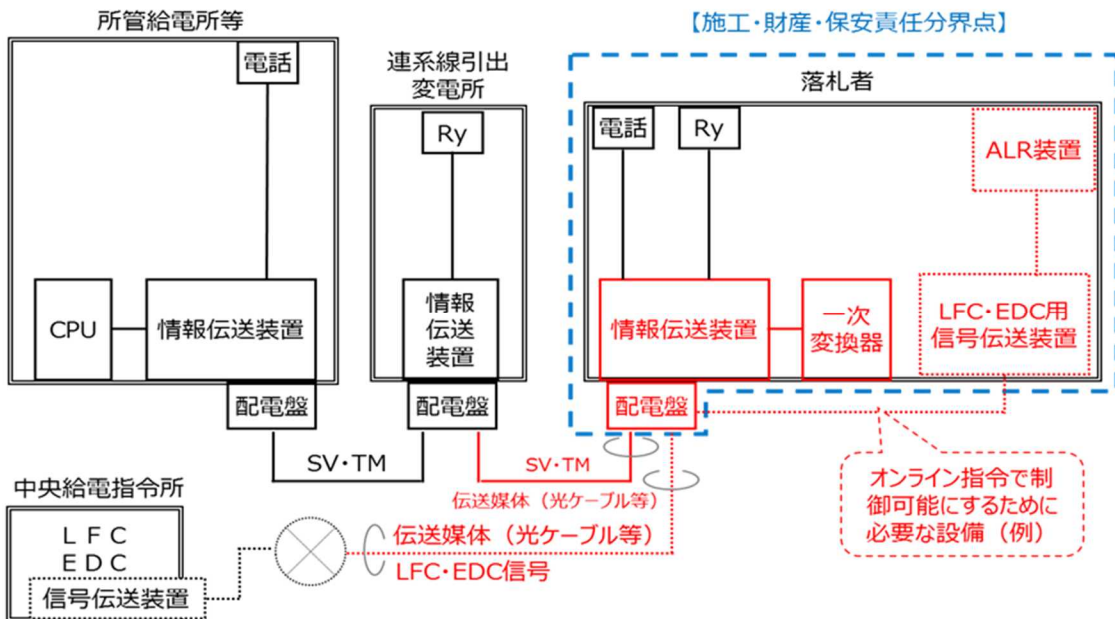 所管給電所等
電話
CPU
情報伝送装置
配電盤
連系線引出
変電所
Ry
情報
伝送
装置
配電盤
【施工・財産・保安責任分界点】
落札者
電話
Ry
ALR装置
情報伝送装置
一次
変換器
LFC・EDC用
信号伝送装置
配電盤
SV・TM
SV・TM
伝送媒体（光ケーブル等）
オンライン指令で制
御可能にするために
必要な設備（例）
中央給電指令所
ＬＦＣ
ＥＤＣ
信号伝送装置
伝送媒体（光ケーブル等）
LFC・EDC信号